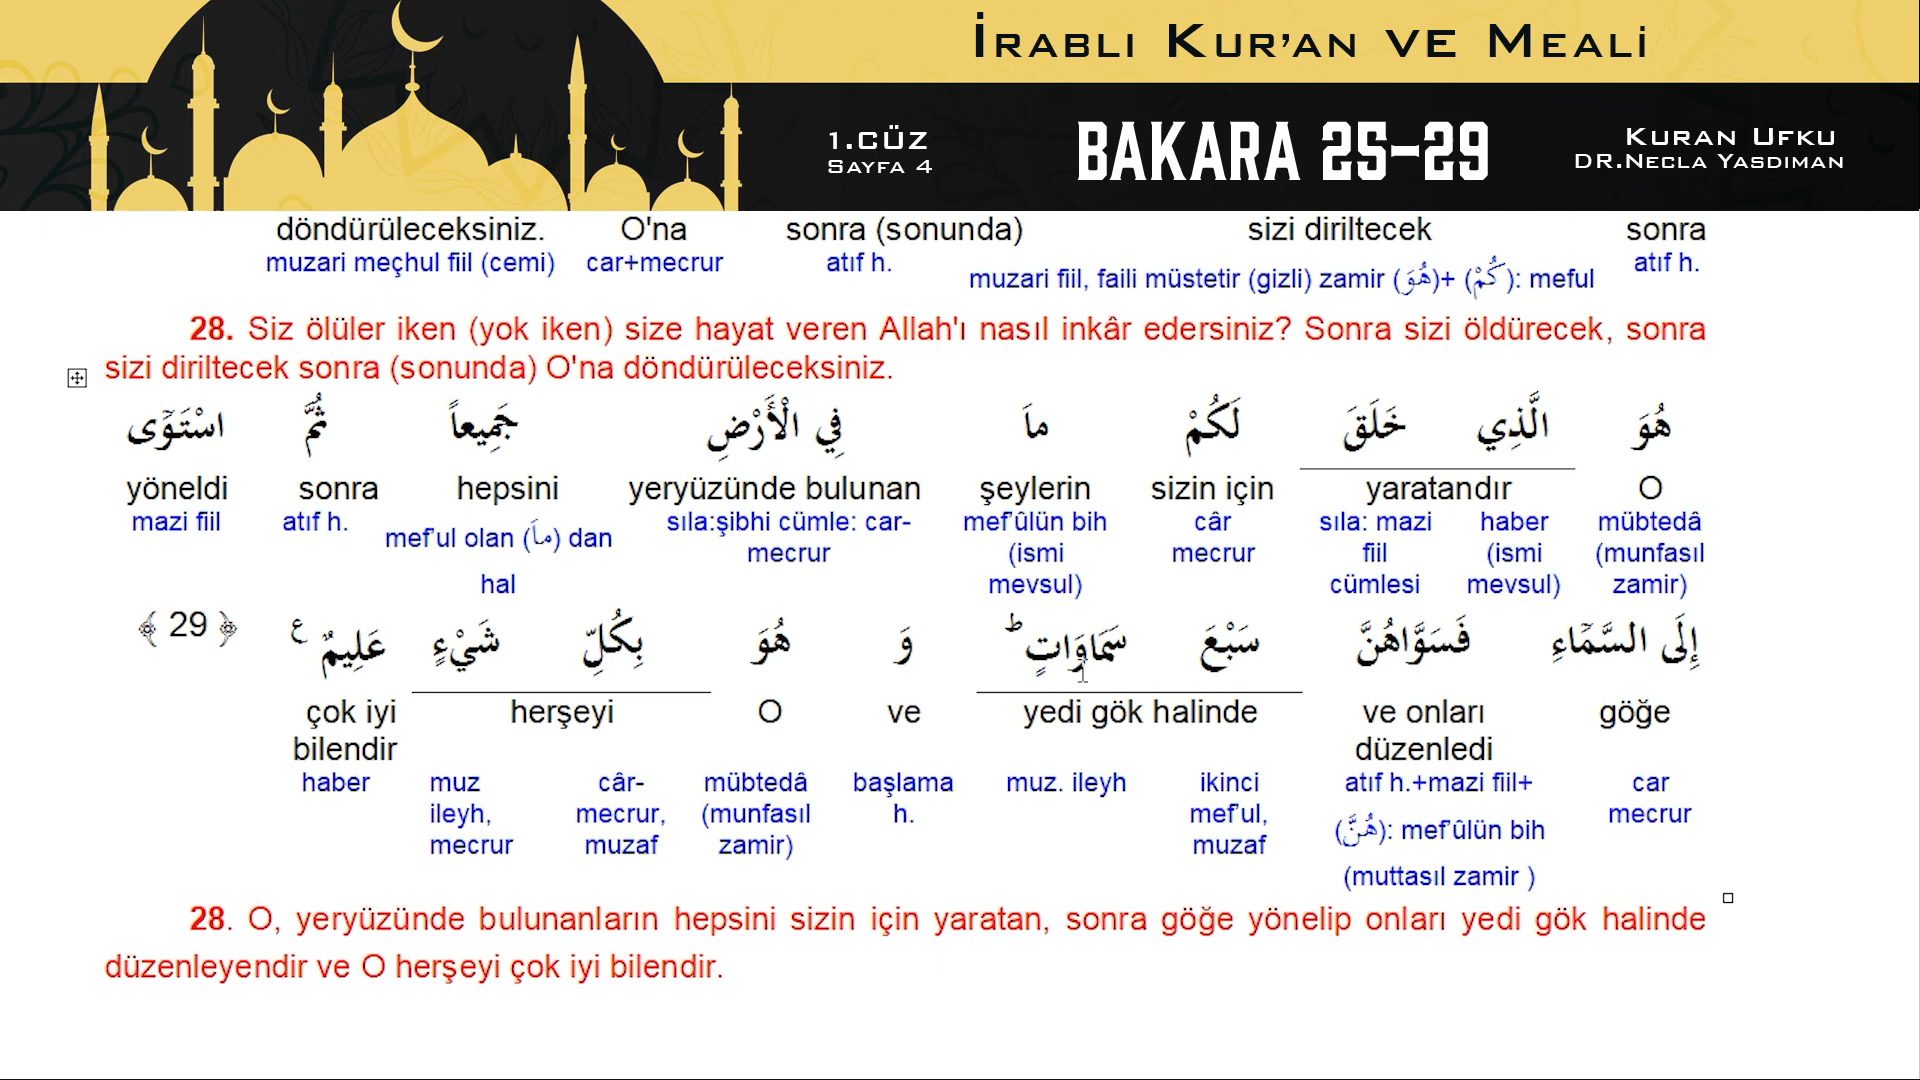 İRABLI KUR'AN VE MEALİ
1.CÜZ
SAYFA 4
BAKARA 25-29
KURAN UFKU
DR.NECLA YASDIMAN
döndürüleceksiniz. O'na sonra (sonunda) sizi diriltecek sonra
muzari meçhul fiil (cemi) car+mecrur atıf h. muzari fiil, faili müstetir (gizli) zamir (هُوَ)+ (كُمْ): meful atıf h.
28. Siz ölüler iken (yok iken) size hayat veren Allah'ı nasıl inkâr edersiniz? Sonra sizi öldürecek, sonra
sizi diriltecek sonra (sonunda) O'na döndürüleceksiniz.
هُوَ الَّذِي خَلَقَ لَكُمْ ماَ فِي الْأَرْضِ جَمِيعاً ثُمَّ اسْتَوٰٓى
yöneldi sonra hepsini yeryüzünde bulunan şeylerin sizin için yaratandır O
mazi fiil atıf h. mef'ul olan (ماَ) dan hal sıla:şibhi cümle: car-mecrur mef'ûlün bih (ismi mevsul) câr mecrur sıla: mazi fiil cümlesi haber (ismi mevsul) mübtedâ (munfasıl zamir)
إِلَى السَّمَٓاءِ فَسَوَّاهُنَّ سَبْعَ سَمَاوَاتٍ ط وَ هُوَ بِكُلِّ شَيْءٍ عَلِيمٌ ع ﴿ 29 ﴾
çok iyi bilendir herşeyi O ve yedi gök halinde ve onları düzenledi göğe
haber muz ileyh, mecrur câr-mecrur, muzaf mübtedâ (munfasıl zamir) başlama h. muz. ileyh ikinci mef'ul, muzaf atıf h.+mazi fiil+ (هُنَّ): mef'ûlün bih (muttasıl zamir ) car mecrur
28. O, yeryüzünde bulunanların hepsini sizin için yaratan, sonra göğe yönelip onları yedi gök halinde
düzenleyendir ve O herşeyi çok iyi bilendir.